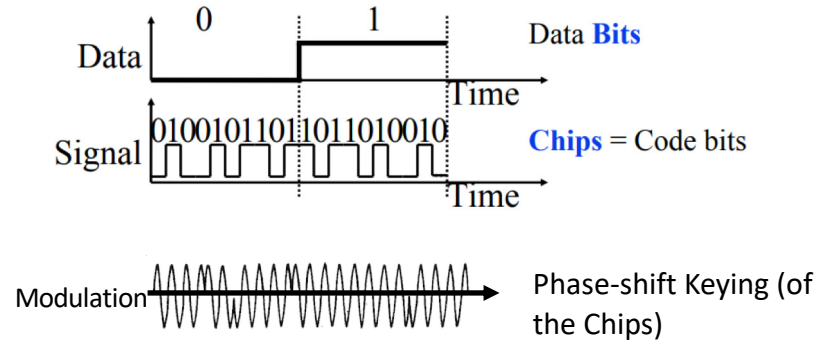 0 1
Data
Data Bits
Time
01001011011011010010
Signal
Chips = Code bits
Time
Modulation
Phase-shift Keying (of
the Chips)